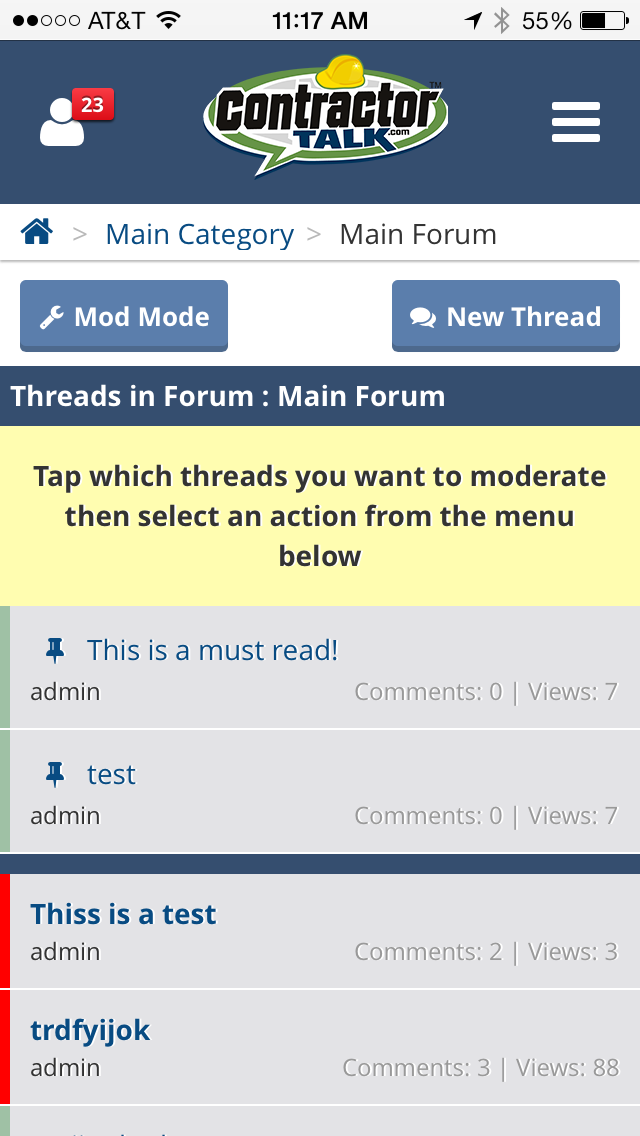 AT&T 11:17 AM 55%
23
Contractor™
TALK.com
> Main Category > Main Forum
Mod Mode New Thread
Threads in Forum : Main Forum
Tap which threads you want to moderate
then select an action from the menu
below
This is a must read!
admin Comments: 0 | Views: 7
test
admin Comments: 0 | Views: 7
Thiss is a test
admin Comments: 2 | Views: 3
trdfyijok
admin Comments: 3 | Views: 88